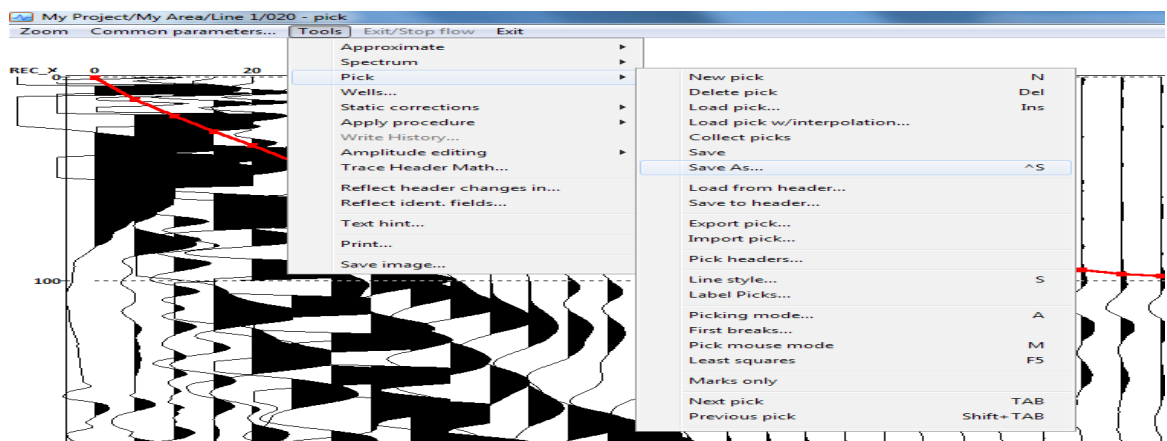 My Project/My Area/Line 1/020 - pick
Zoom Common parameters... Tools Exit/Stop flow Exit
REC_X 0 20
0
100
Approximate
Spectrum
Pick
Wells...
Static corrections
Apply procedure
Write History...
Amplitude editing
Trace Header Math...
Reflect header changes in...
Reflect ident. fields...
Text hint...
Print...
Save image...
New pick N
Delete pick Del
Load pick... Ins
Load pick w/interpolation...
Collect picks
Save
Save As... ^S
Load from header...
Save to header...
Export pick...
Import pick...
Pick headers...
Line style... S
Label Picks...
Picking mode... A
First breaks...
Pick mouse mode M
Least squares F5
Marks only
Next pick TAB
Previous pick Shift+TAB